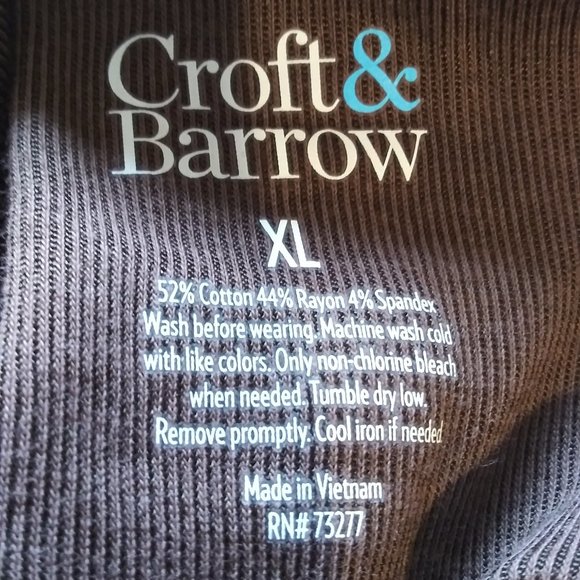 Croft&
Barrow
XL
52% Cotton 44% Rayon 4% Spandex.
Wash before wearing. Machine wash cold
with like colors. Only non-chlorine bleach
when needed. Tumble dry low.
Remove promptly. Cool iron if needed
Made in Vietnam
RN# 73277